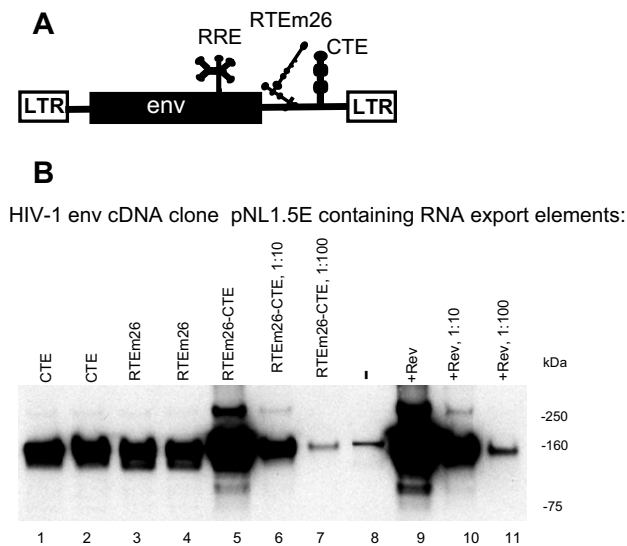 A
RTEm26
RRE
CTE
LTR
env
LTR
B
HIV-1 env cDNA clone pNL1.5E containing RNA export elements:
CTE
CTE
RTEm26
RTEm26
RTEm26-CTE
RTEm26-CTE, 1:10
RTEm26-CTE, 1:100
-
+Rev
+Rev, 1:10
+Rev, 1:100
kDa
-250
-160
-75
1 2 3 4 5 6 7 8 9 10 11